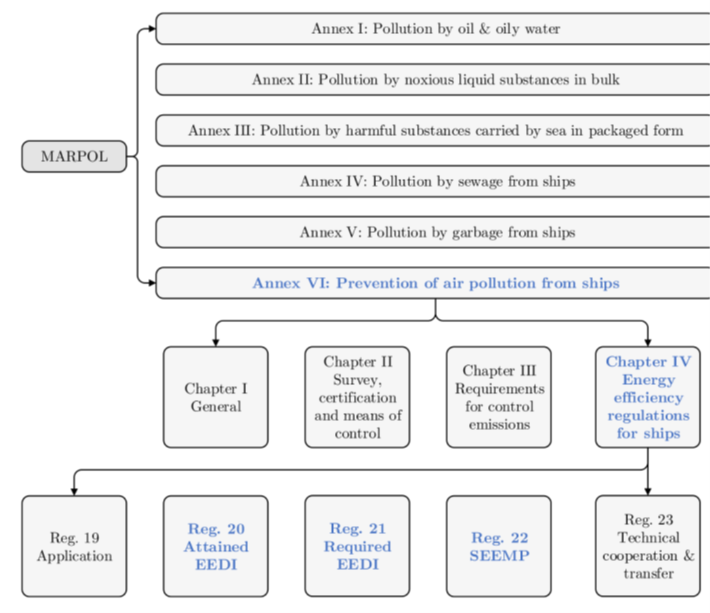 Annex I: Pollution by oil & oily water
Annex II: Pollution by noxious liquid substances in bulk
Annex III: Pollution by harmful substances carried by sea in packaged form
MARPOL
Annex IV: Pollution by sewage from ships
Annex V: Pollution by garbage from ships
Annex VI: Prevention of air pollution from ships
Chapter I
General
Chapter II
Survey,
certification
and means of
control
Chapter III
Requirements
for control
emissions
Chapter IV
Energy
efficiency
regulations
for ships
Reg. 19
Application
Reg. 20
Attained
EEDI
Reg. 21
Required
EEDI
Reg. 22
SEEMP
Reg. 23
Technical
cooperation &
transfer